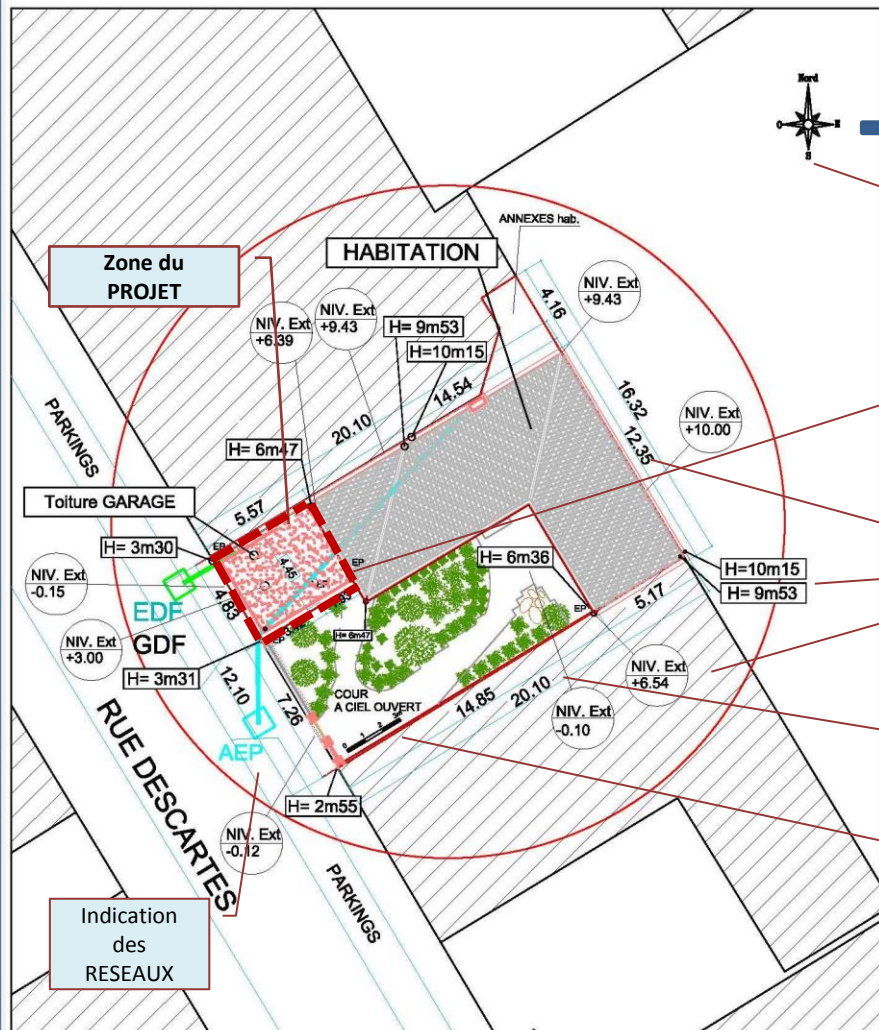 Nord
O
E
S
ANNEXES hab.
Zone du
PROJET
HABITATION
NIV. Ext
+9.43
4.16
NIV. Ext
+6.39
NIV. Ext
+9.43
H= 9m53
H=10m15
14.54
16.32
NIV. Ext
+10.00
12.35
20.10
PARKINGS
H= 6m47
Toiture GARAGE
5.57
H= 3m30
EP
EP
4.45
EP
H= 6m36
H=10m15
H= 9m53
NIV. Ext
-0.15
EDF
GDF
4.83
5.17
H= 6m47
NIV. Ext
+3.00
EP
H= 3m31
NIV. Ext
+6.54
12.10
7.26
COUR
A CIEL OUVERT
14.85
20.10
NIV. Ext
-0.10
AEP
RUE DESCARTES
H= 2m55
NIV. Ext
-0.12
PARKINGS
Indication
des
RESEAUX